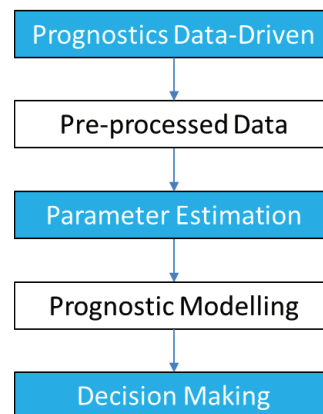 Prognostics Data-Driven
Pre-processed Data
Parameter Estimation
Prognostic Modelling
Decision Making